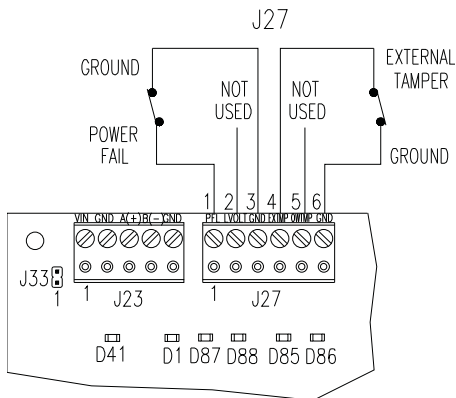 J27
GROUND
POWER
FAIL
NOT
USED
NOT
USED
EXTERNAL
TAMPER
GROUND
1 2 3 4 5 6
VIN GND A(+) B(-) GND
PFL LVOLT GND EXTMP OWTMP GND
J33
1
1
J23
1
J27
D41 D1 D87 D88 D85 D86